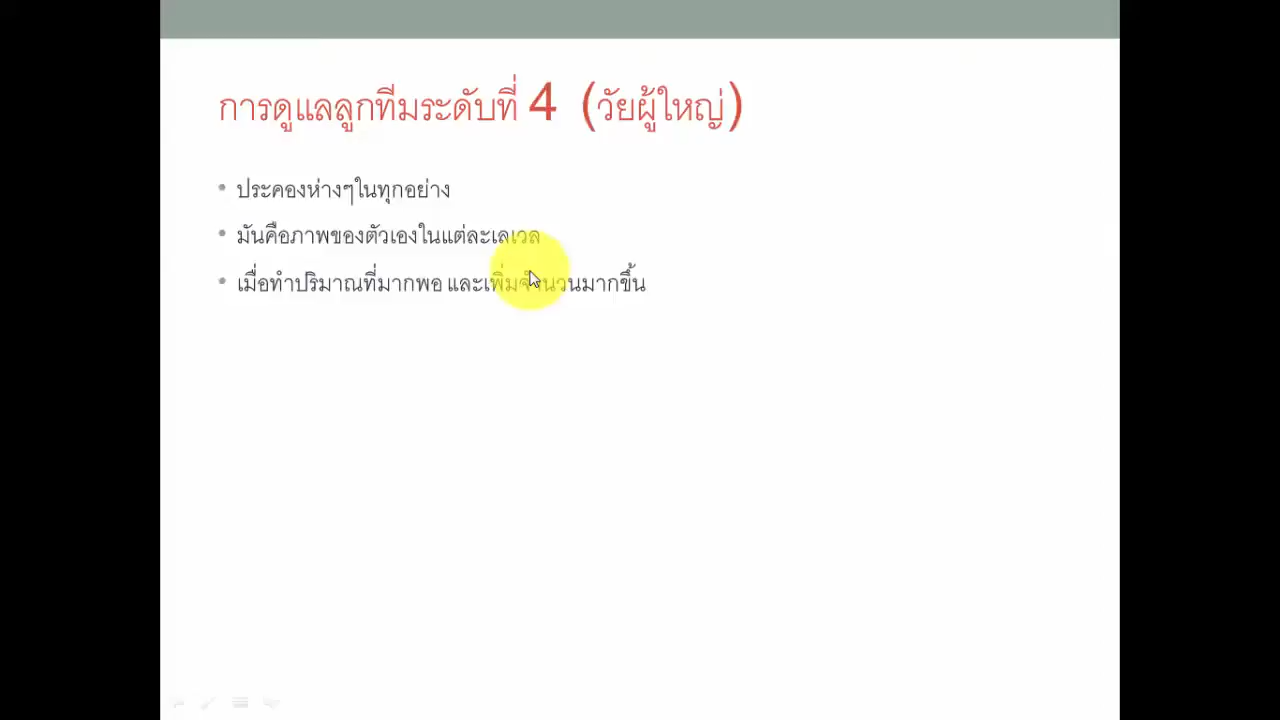 การดูแลลูกทีมระดับที่ 4 (วัยผู้ใหญ่)
ประคองห่างๆในทุกอย่าง
มันคือภาพของตัวเองในแต่ละเลเวล
เมื่อทำปริมาณที่มากพอ และเพิ่มจำนวนมากขึ้น